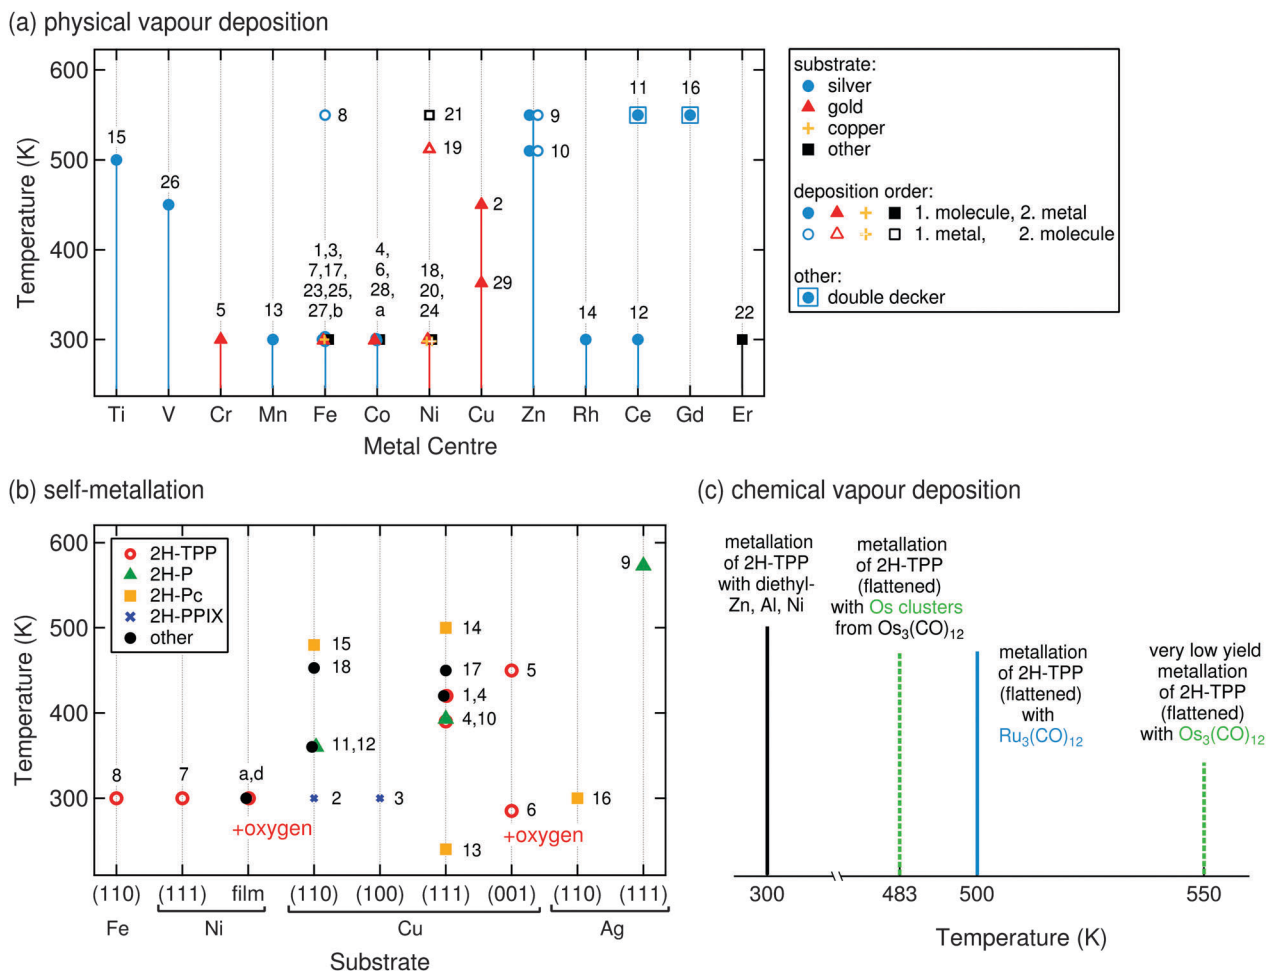 (a) physical vapour deposition
600
500
400
300
Temperature (K)
15
26
5
13
8
1,3,
7,17,
23,25,
27,b
4,
6,
28,
a
21
19
18,
20,
24
2
29
9
10
14
11
12
16
22
Ti V Cr Mn Fe Co Ni Cu Zn Rh Ce Gd Er
Metal Centre
substrate:
silver
gold
copper
other
deposition order:
1. molecule, 2. metal
1. metal, 2. molecule
other:
double decker
(b) self-metallation
600
500
400
300
Temperature (K)
2H-TPP
2H-P
2H-Pc
2H-PPIX
other
8
7
a,d
+oxygen
15
18
11,12
2
3
14
17
1,4
4,10
13
5
6
+oxygen
16
9
(110) (111) film (110) (100) (111) (001) (110) (111)
Fe Ni Cu Ag
Substrate
(c) chemical vapour deposition
metallation
of 2H-TPP
with diethyl-
Zn, Al, Ni
metallation
of 2H-TPP
(flattened)
with Os clusters
from Os₃(CO)₁₂
metallation
of 2H-TPP
(flattened)
with
Ru₃(CO)₁₂
very low yield
metallation
of 2H-TPP
(flattened)
with Os₃(CO)₁₂
300 483 500 550
Temperature (K)